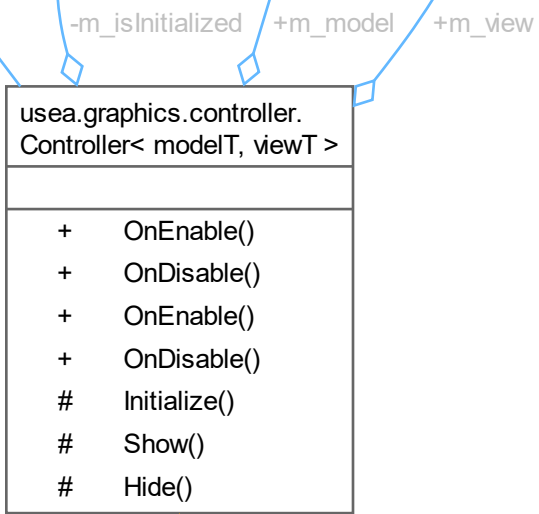 -m_isInitialized +m_model +m_view
usea.graphics.controller.
Controller< modelT, viewT >
+ OnEnable()
+ OnDisable()
+ OnEnable()
+ OnDisable()
# Initialize()
# Show()
# Hide()